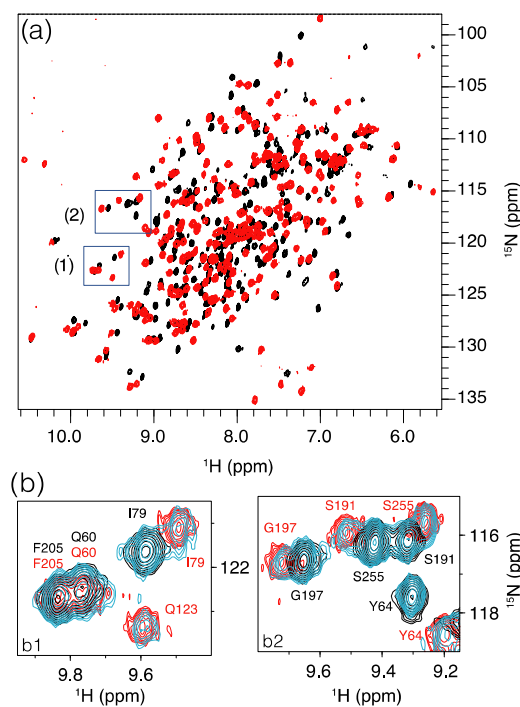 (a)
100
105
110
115
120
125
130
135
¹⁵N (ppm)
(2)
(1)
10.0 9.0 8.0 7.0 6.0
¹H (ppm)
(b)
I79
F205 Q60
F205 Q60
I79
Q123
122
b1
9.8 9.6
¹H (ppm)
S191 S255
G197
S191
S255
G197
Y64
Y64
116
118
¹⁵N (ppm)
b2
9.6 9.4 9.2
¹H (ppm)